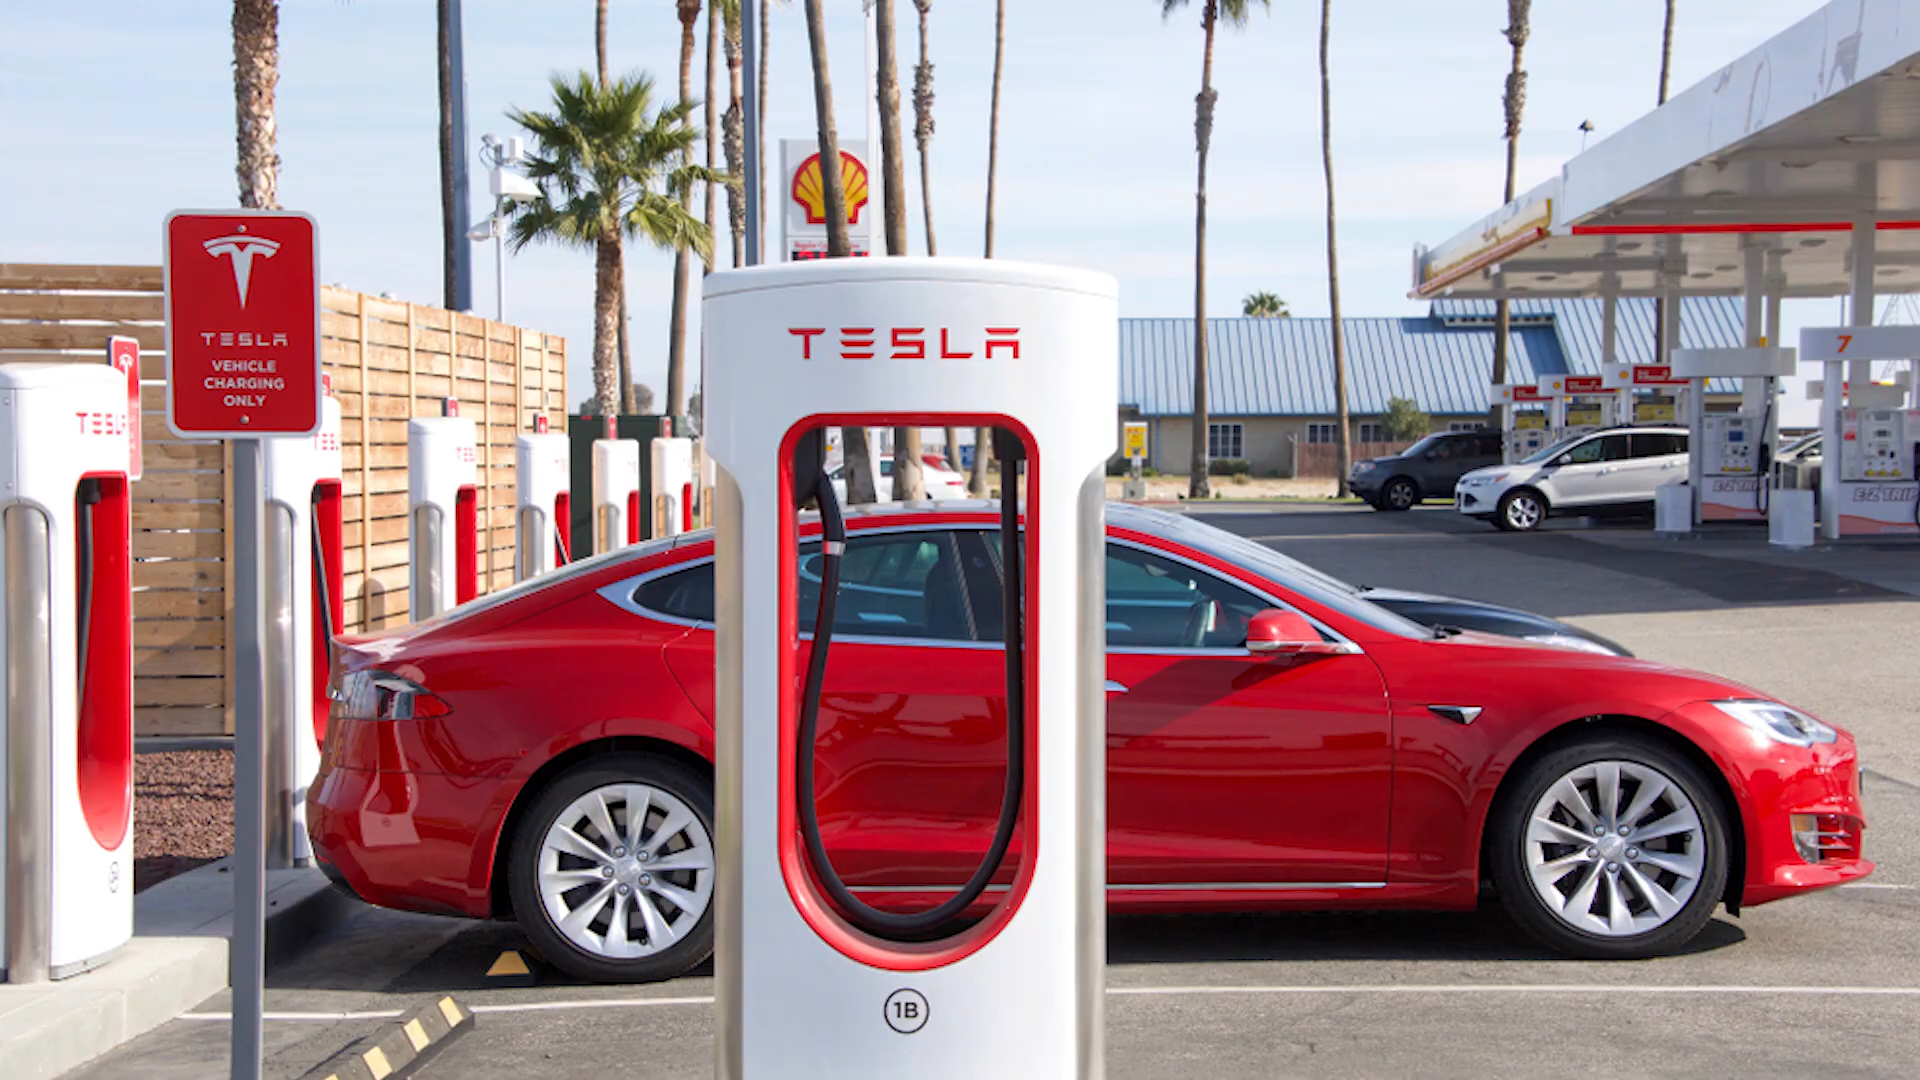 TESLA
VEHICLE
CHARGING
ONLY
TESLA
1B
TESLA
7